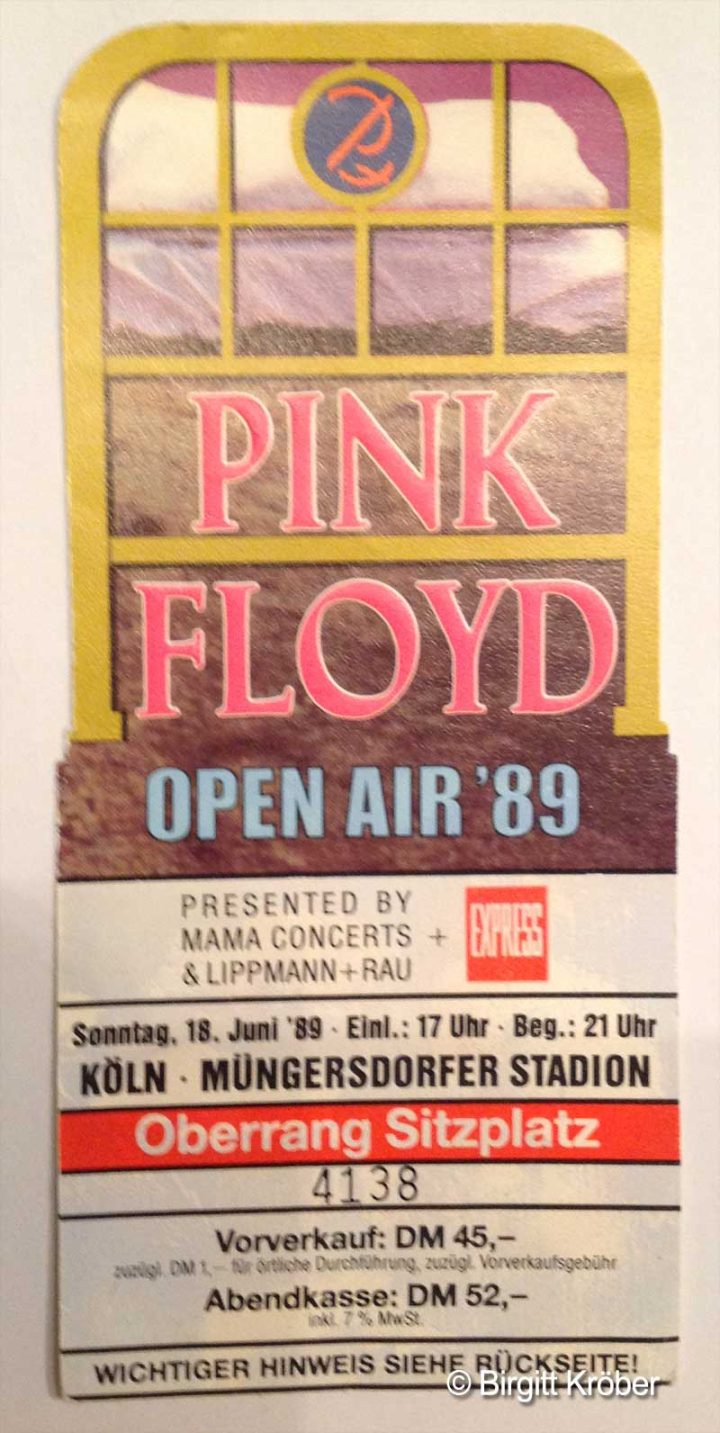 PINK
FLOYD
OPEN AIR '89
PRESENTED BY
MAMA CONCERTS +
& LIPPMANN+RAU
EXPRESS
Sonntag, 18. Juni '89 · Einl.: 17 Uhr · Beg.: 21 Uhr
KÖLN · MÜNGERSDORFER STADION
Oberrang Sitzplatz
4138
Vorverkauf: DM 45,–
zuzügl. DM 1,– für örtliche Durchführung, zuzügl. Vorverkaufsgebühr
Abendkasse: DM 52,–
inkl. 7 % MwSt.
WICHTIGER HINWEIS SIEHE RÜCKSEITE!
© Birgitt Kröber